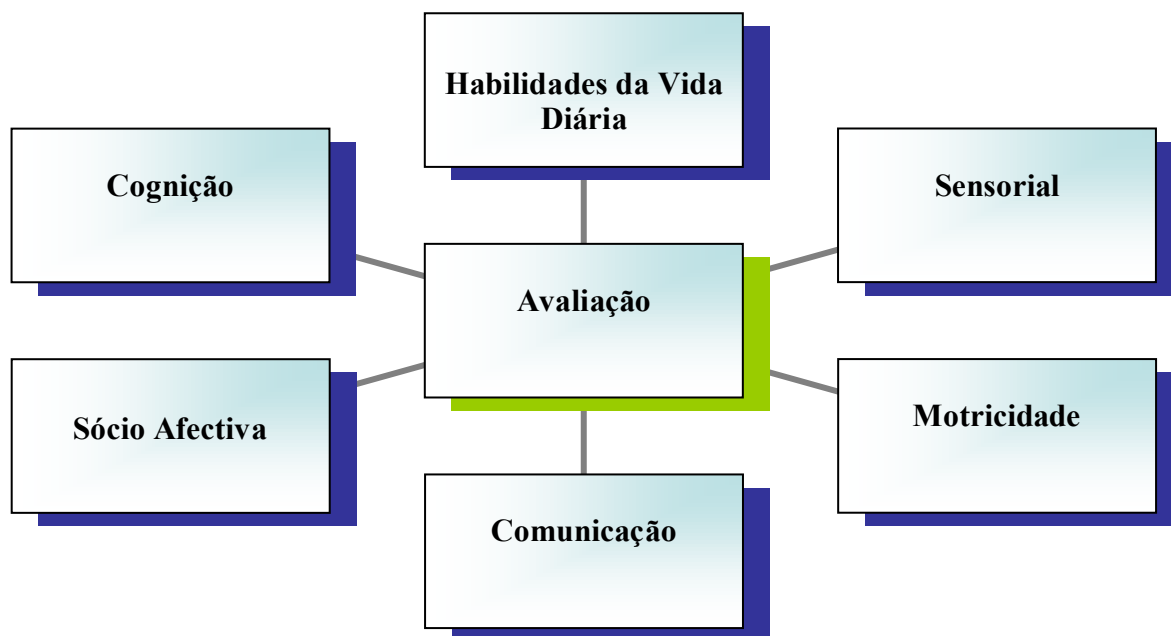 Habilidades da Vida
Diária
Cognição
Sensorial
Avaliação
Sócio Afectiva
Motricidade
Comunicação